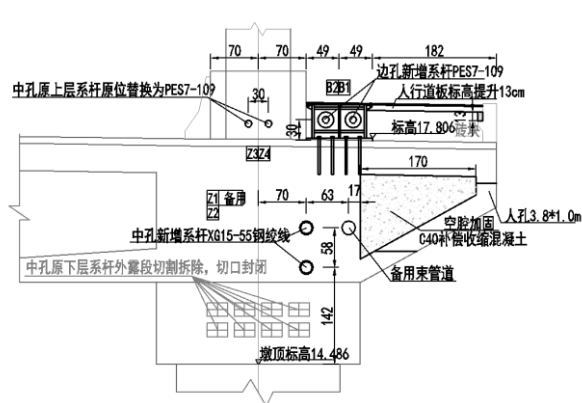 70 70 49 49 182
边孔新增系杆PES7-109
B2B1
中孔原上层系杆原位替换为PES7-109
人行道板标高提升13cm
30
30
13
标高17.806
Z3Z4
170
Z1 备用
Z2
70 63 17
人孔3.8*1.0m
空腔加固
C40补偿收缩混凝土
中孔新增系杆XG15-55钢绞线
58
备用束管道
中孔原下层系杆外露段切割拆除，切口封闭
142
墩顶标高14.486